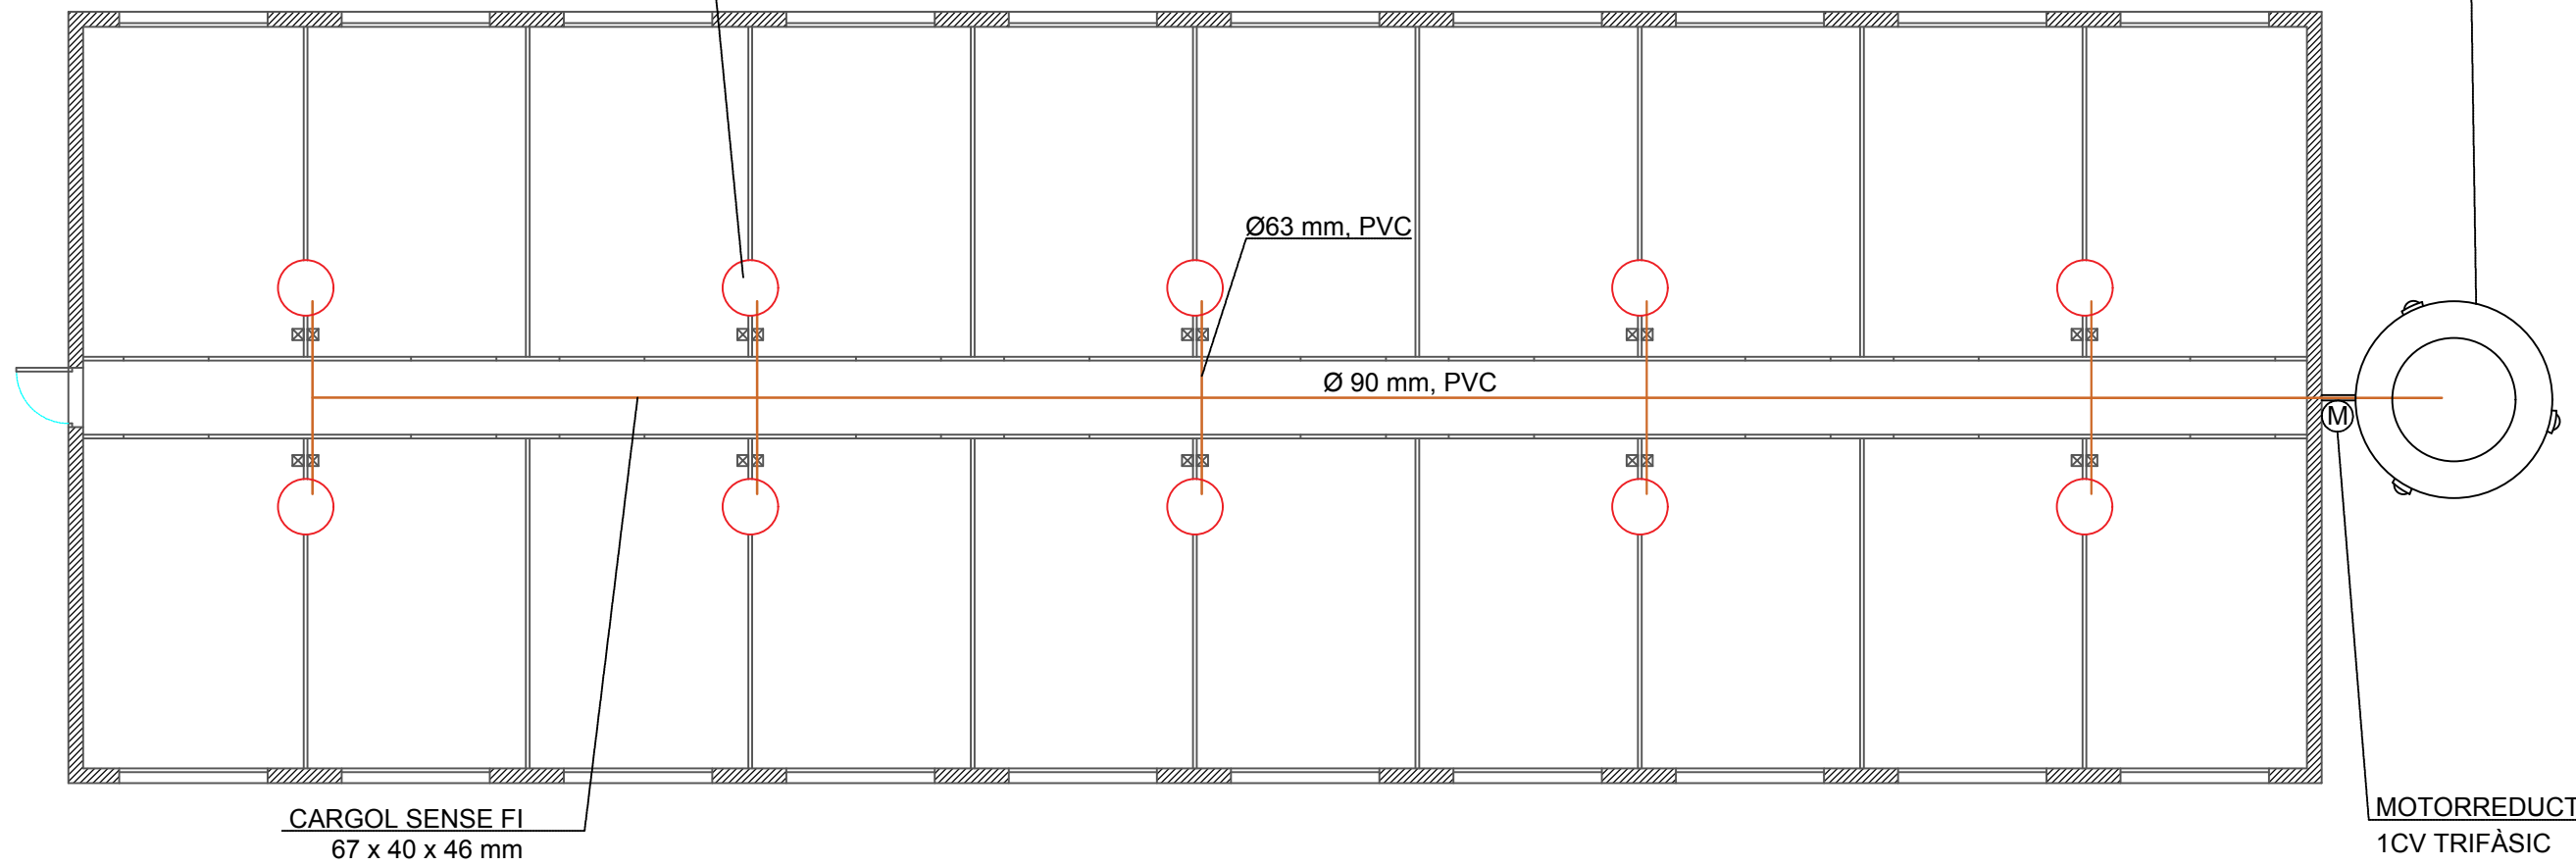 Ø63 mm, PVC
Ø 90 mm, PVC
M
CARGOL SENSE FI
67 x 40 x 46 mm
MOTORREDUCT
1CV TRIFÀSIC